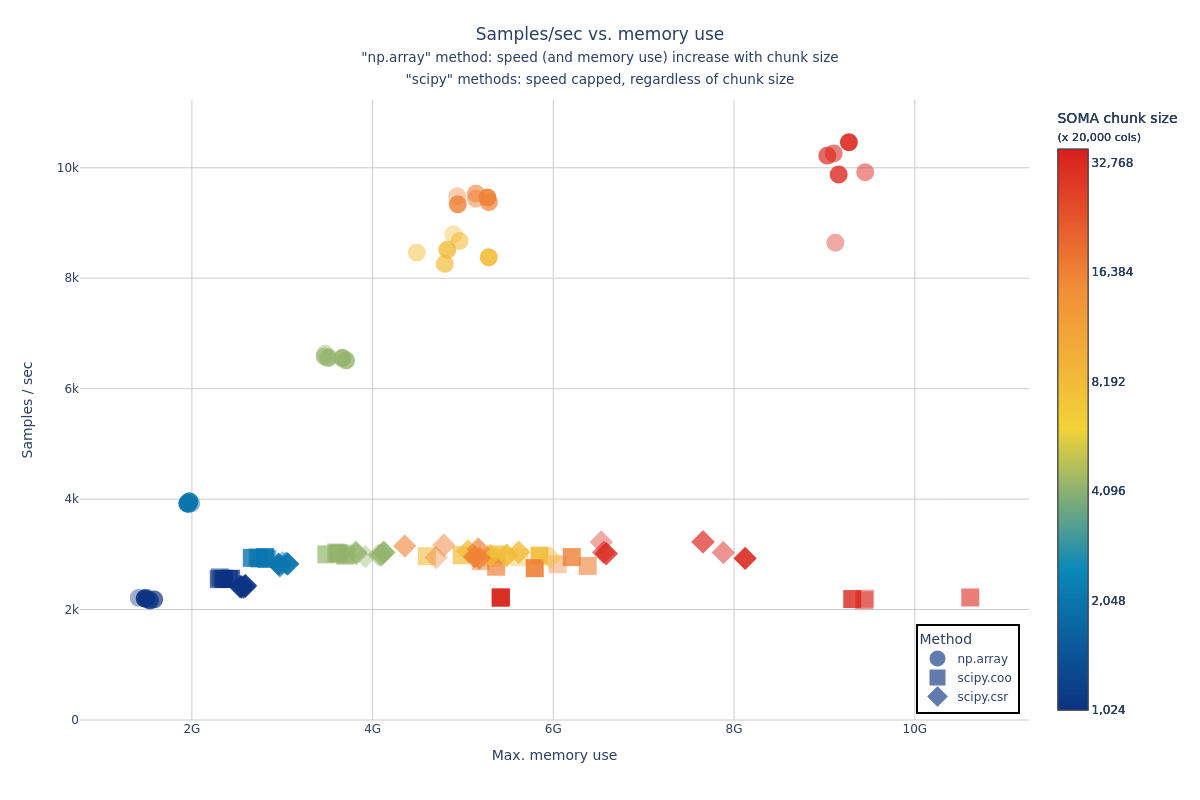 Samples/sec vs. memory use
"np.array" method: speed (and memory use) increase with chunk size
"scipy" methods: speed capped, regardless of chunk size
SOMA chunk size
(x 20,000 cols)
32,768
16,384
8,192
4,096
2,048
1,024
10k
8k
6k
4k
2k
0
Samples / sec
2G
4G
6G
8G
10G
Max. memory use
Method
np.array
scipy.coo
scipy.csr